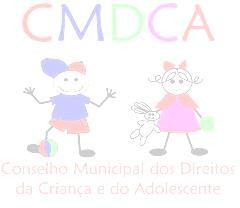 CMDCA
Conselho Municipal dos Direitos
da Criança e do Adolescente